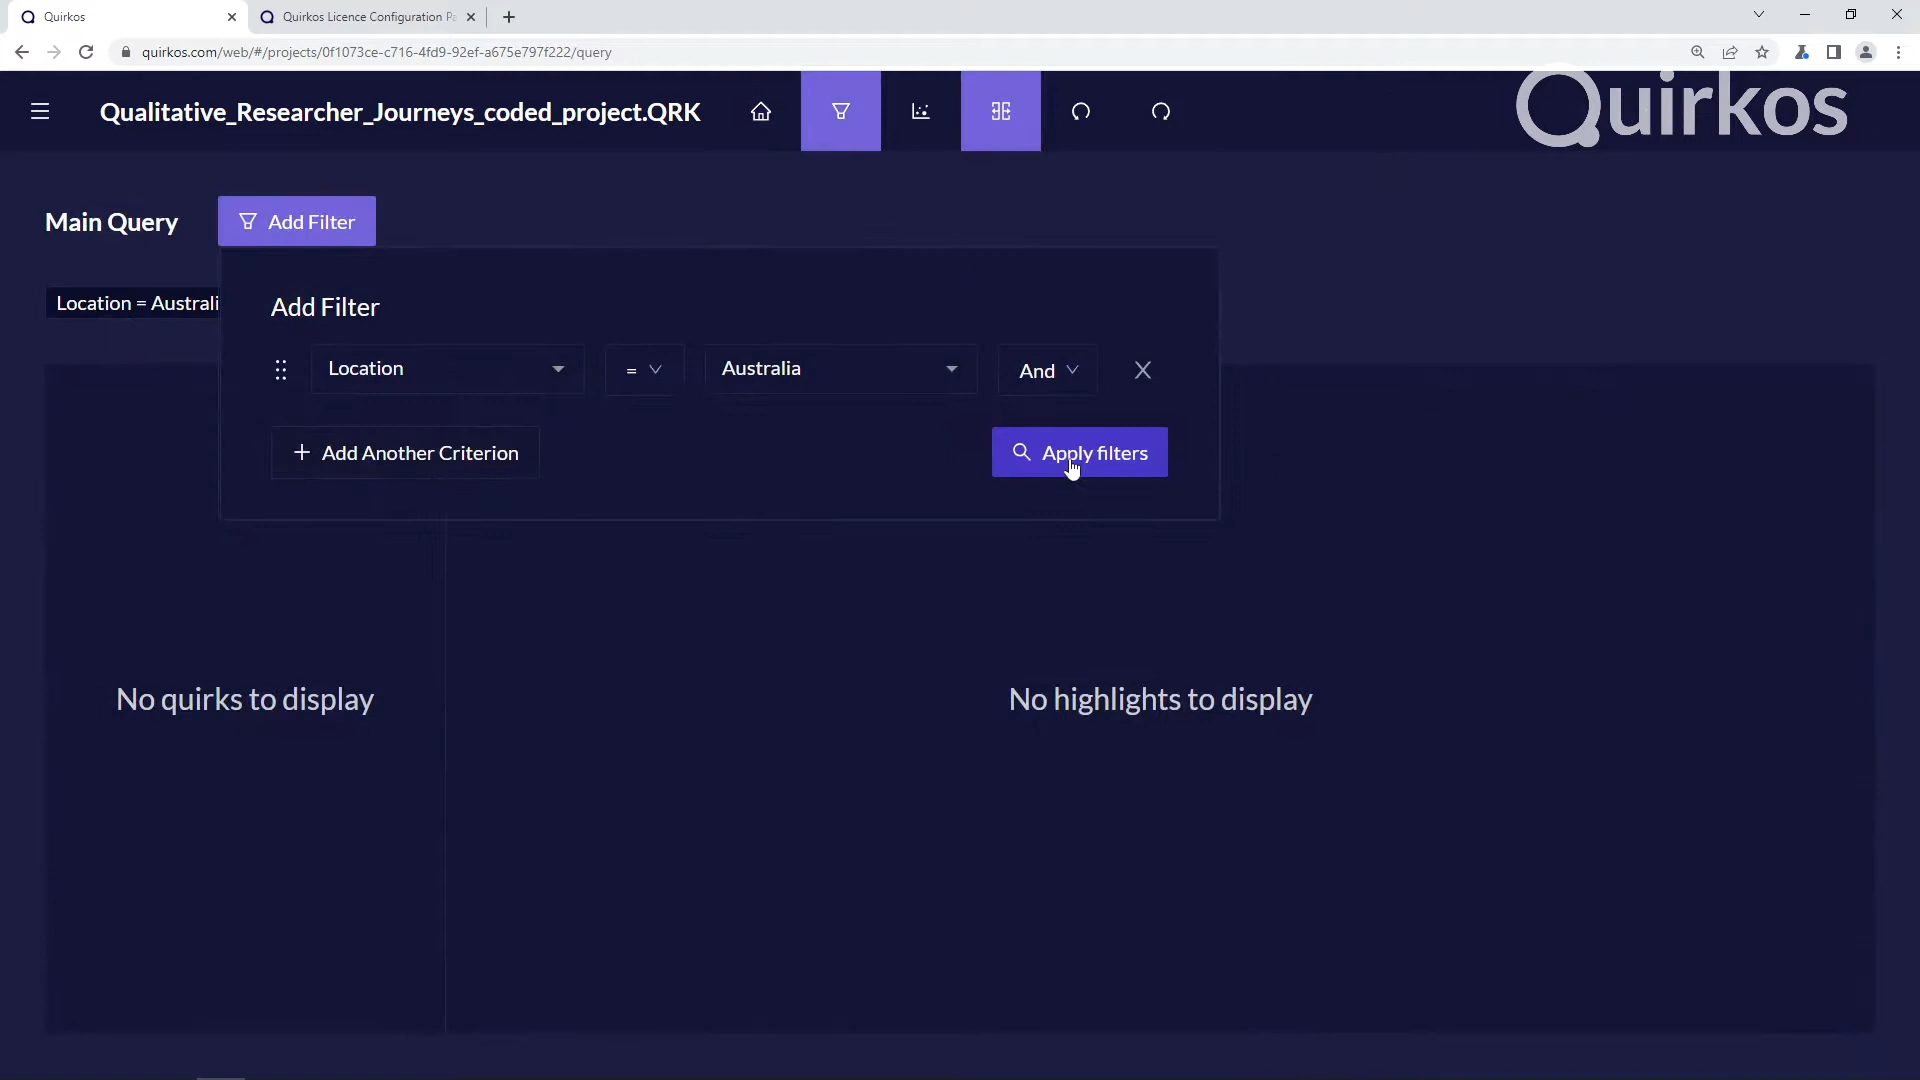 Quirkos
Quirkos Licence Configuration Pa
quirkos.com/web/#/projects/0f1073ce-c716-4fd9-92ef-a675e797f222/query
Qualitative_Researcher_Journeys_coded_project.QRK
Quirkos
Main Query
Add Filter
Location = Australi
Add Filter
Location = Australia And
+ Add Another Criterion
Apply filters
No quirks to display
No highlights to display